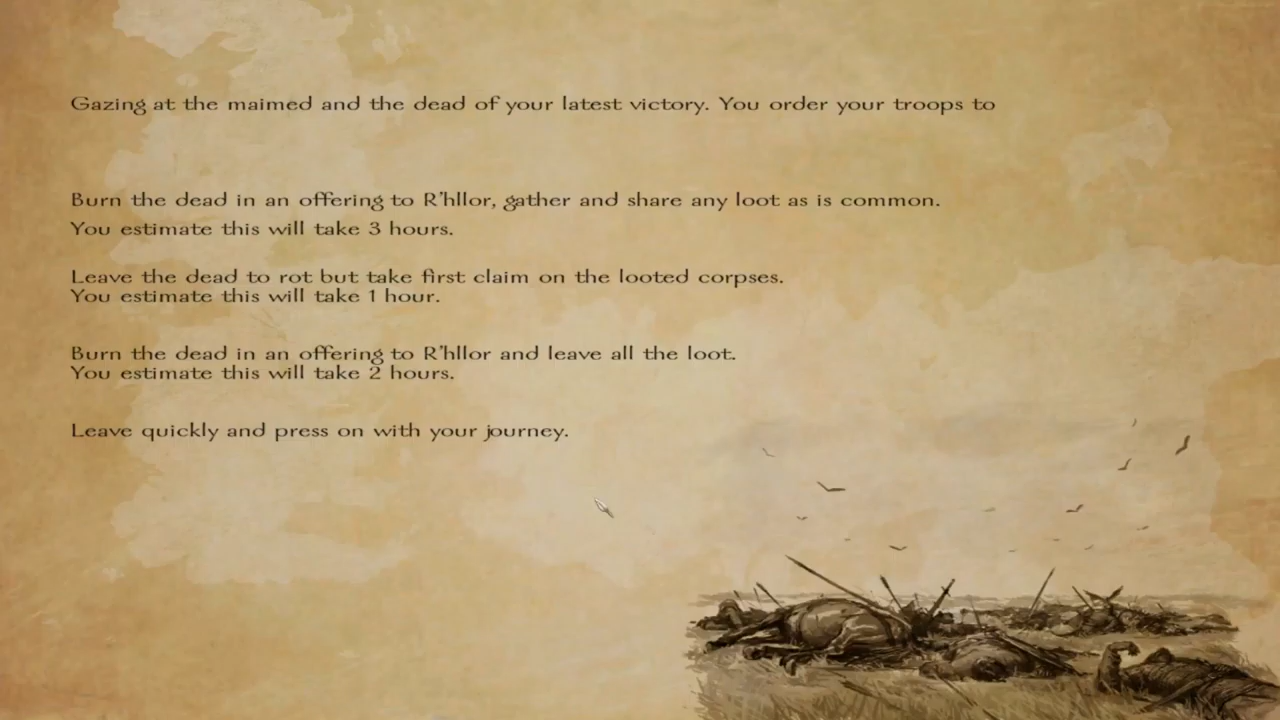 Gazing at the maimed and the dead of your latest victory. You order your troops to
Burn the dead in an offering to R'hllor, gather and share any loot as is common.
You estimate this will take 3 hours.
Leave the dead to rot but take first claim on the looted corpses.
You estimate this will take 1 hour.
Burn the dead in an offering to R'hllor and leave all the loot.
You estimate this will take 2 hours.
Leave quickly and press on with your journey.